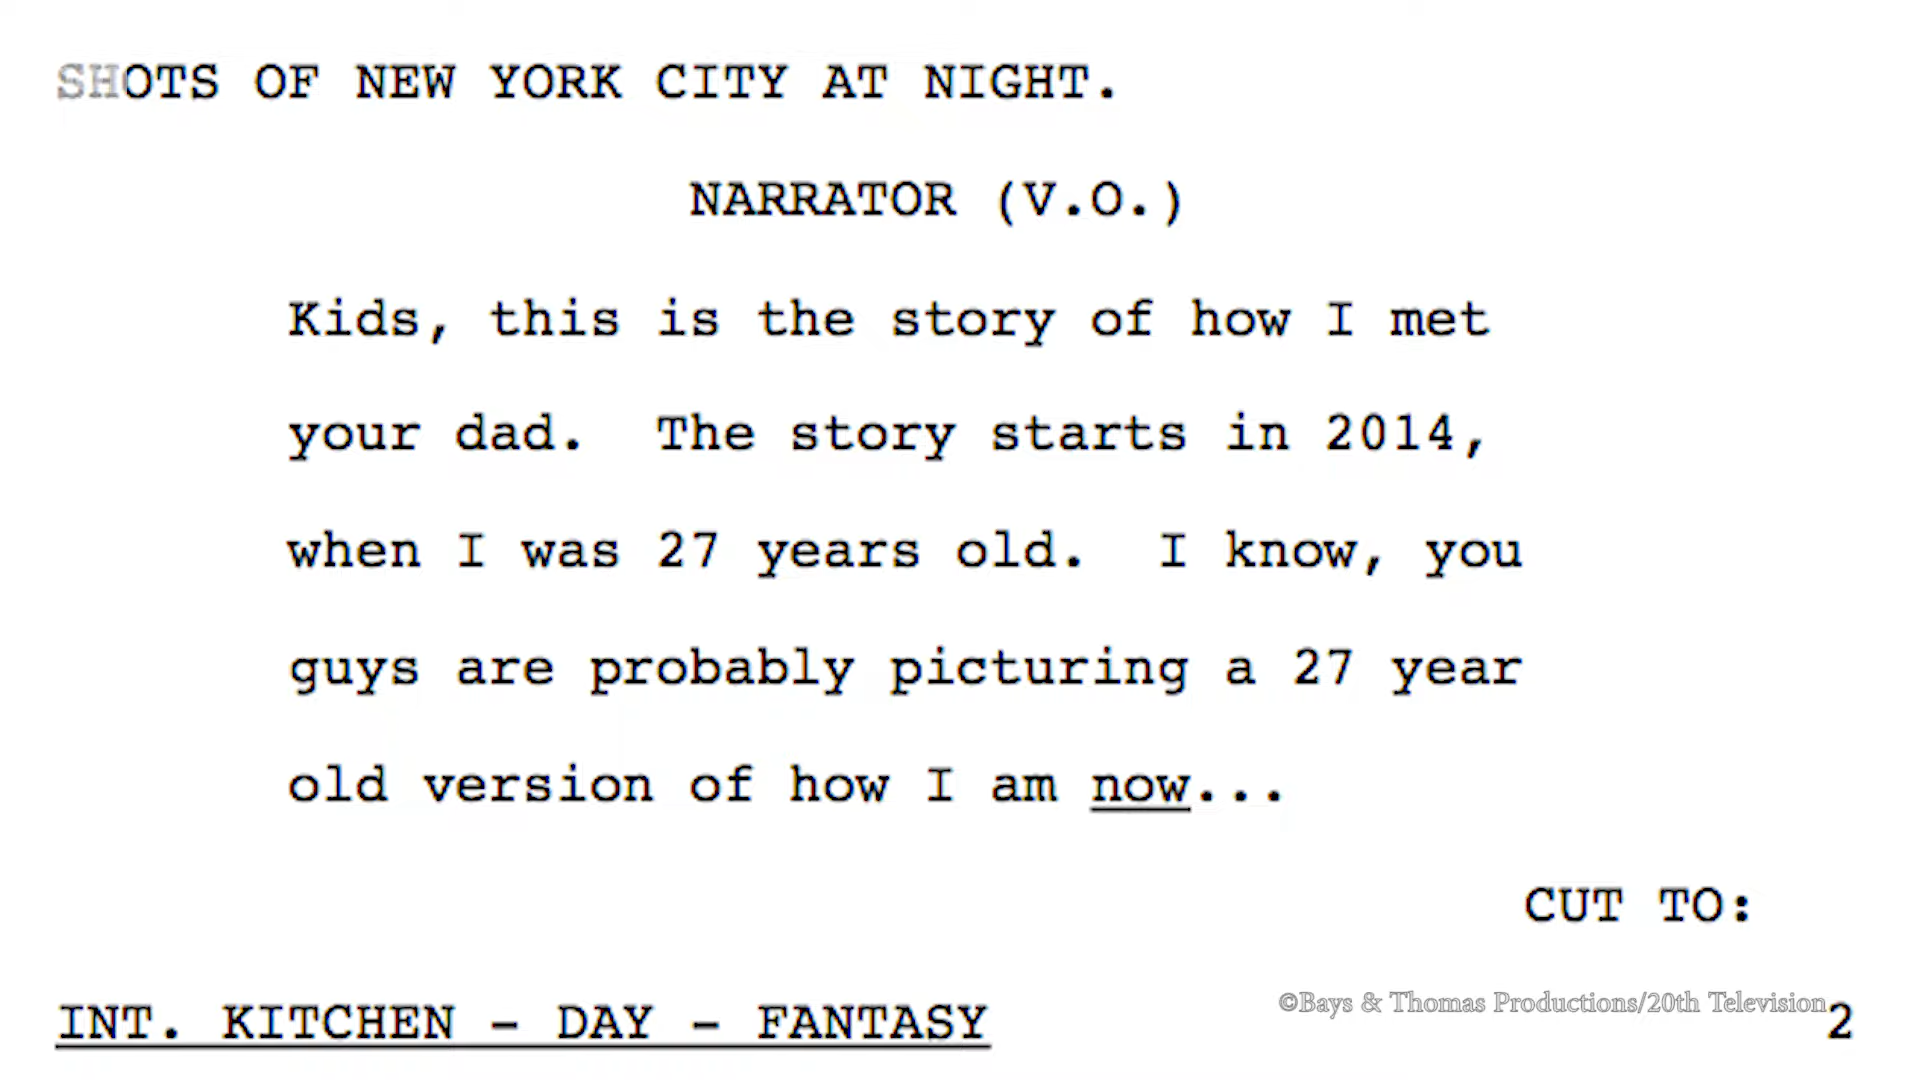 SHOTS OF NEW YORK CITY AT NIGHT.
NARRATOR (V.O.)
Kids, this is the story of how I met
your dad.  The story starts in 2014,
when I was 27 years old.  I know, you
guys are probably picturing a 27 year
old version of how I am now...
CUT TO:
©Bays & Thomas Productions/20th Television
INT. KITCHEN - DAY - FANTASY 2